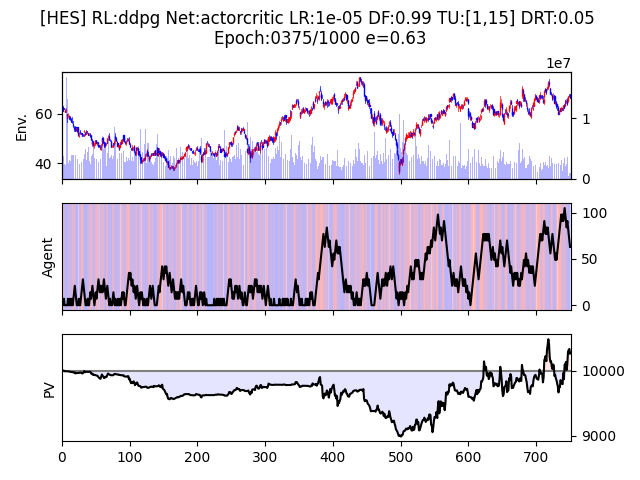 [HES] RL:ddpg Net:actorcritic LR:1e-05 DF:0.99 TU:[1,15] DRT:0.05
Epoch:0375/1000 e=0.63
1e7
Env.
60
40
1
0
Agent
100
50
0
PV
10000
9000
0 100 200 300 400 500 600 700